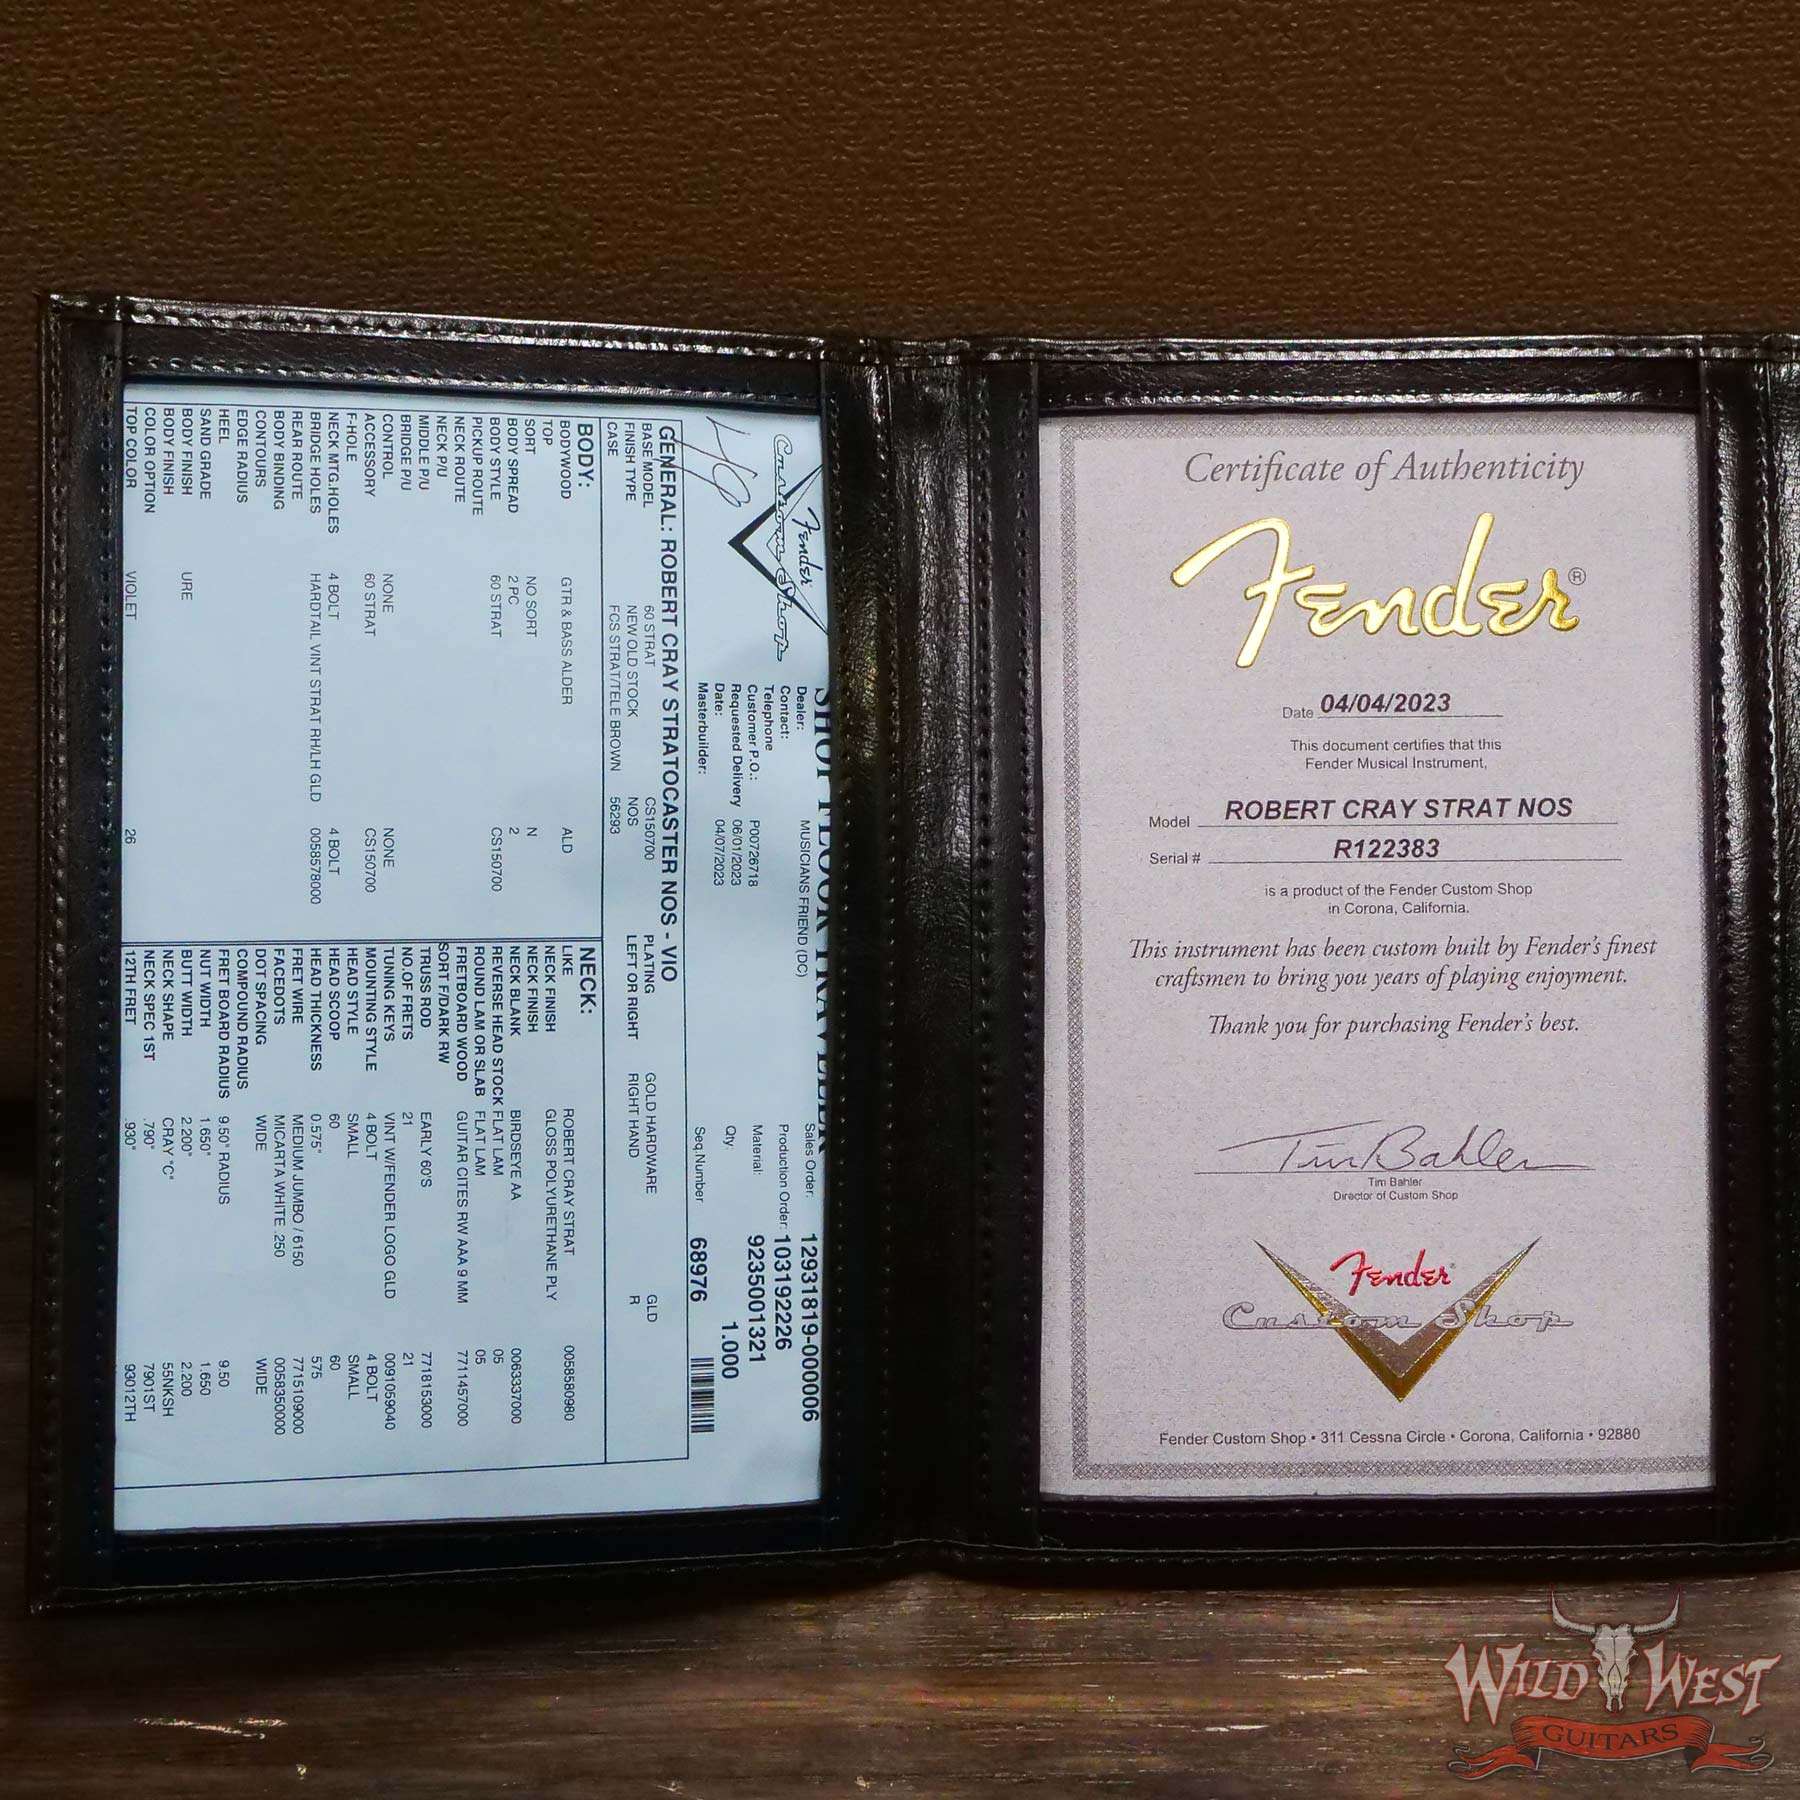 Fender
Custom Shop
SHOP FLOOR TRAVELER
Dealer: MUSICIANS FRIEND (DC)
Contact:
Telephone
Customer P.O.: P00726718
Requested Delivery 06/01/2023
Date: 04/07/2023
Masterbuilder:
Sales Order: 12931819-000006
Production Order: 103192226
Material: 9235001321
Qty: 1.000
Seq.Number 68976
GENERAL: ROBERT CRAY STRATOCASTER NOS - VIO
BASE MODEL 60 STRAT CS150700 PLATING GOLD HARDWARE GLD
FINISH TYPE NEW OLD STOCK NOS LEFT OR RIGHT RIGHT HAND R
CASE FCS STRAT/TELE BROWN 56293
BODY:
BODYWOOD GTR & BASS ALDER ALD
TOP
SORT NO SORT N
BODY SPREAD 2 PC 2
BODY STYLE 60 STRAT CS150700
PICKUP ROUTE
NECK ROUTE
NECK P/U
MIDDLE P/U
BRIDGE P/U
CONTROL NONE NONE
ACCESSORY 60 STRAT CS150700
F-HOLE
NECK MTG.HOLES 4 BOLT 4 BOLT
BRIDGE HOLES HARDTAIL VINT STRAT RH/LH GLD 0058578000
REAR ROUTE
BODY BINDING
CONTOURS
EDGE RADIUS
HEEL
SAND GRADE
BODY FINISH URE
BODY FINISH
COLOR OPTION
TOP COLOR VIOLET 26
NECK:
LIKE ROBERT CRAY STRAT 0058580980
NECK FINISH GLOSS POLYURETHANE PLY
NECK FINISH
NECK BLANK BIRDSEYE AA 0063337000
REVERSE HEAD STOCK FLAT LAM 05
ROUND LAM OR SLAB FLAT LAM 05
FRETBOARD WOOD GUITAR CITES RW AAA 9 MM 7711457000
SORT F/DARK RW
TRUSS ROD EARLY 60'S 7718153000
NO.OF FRETS 21 21
TUNING KEYS VINT W/FENDER LOGO GLD 0091059040
MOUNTING STYLE 4 BOLT 4 BOLT
HEAD STYLE SMALL SMALL
HEAD SCOOP 60 60
HEAD THICKNESS 0.575" 575
FRET WIRE MEDIUM JUMBO / 6150 7715109000
FACEDOTS MICARTA WHITE .250 0058350000
DOT SPACING WIDE WIDE
COMPOUND RADIUS
FRET BOARD RADIUS 9.50" RADIUS 9.50
NUT WIDTH 1.650" 1.650
BUTT WIDTH 2.200" 2.200
NECK SHAPE CRAY "C" 55NKSH
NECK SPEC 1ST .790" 7901ST
12TH FRET .930" 93012TH
Certificate of Authenticity
Fender®
Date 04/04/2023
This document certifies that this
Fender Musical Instrument,
Model ROBERT CRAY STRAT NOS
Serial # R122383
is a product of the Fender Custom Shop
in Corona, California.
This instrument has been custom built by Fender's finest
craftsmen to bring you years of playing enjoyment.
Thank you for purchasing Fender's best.
Tim Bahler
Tim Bahler
Director of Custom Shop
Fender
Custom Shop
Fender Custom Shop • 311 Cessna Circle • Corona, California • 92880
WILD WEST
GUITARS